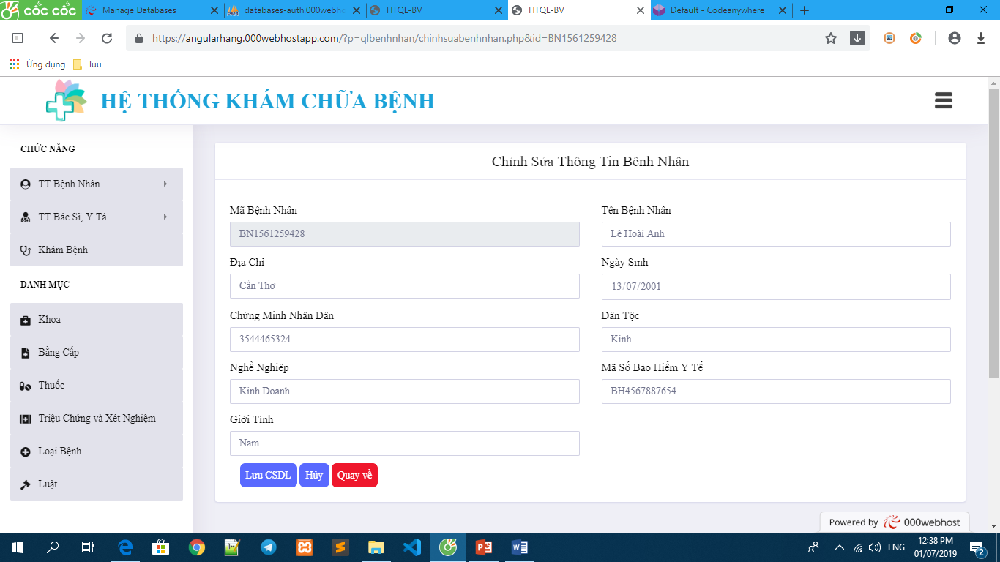 cốc cốc
Manage Databases
databases-auth.000webho
HTQL-BV
HTQL-BV
Default - Codeanywhere
https://angularhang.000webhostapp.com/?p=qlbenhnhan/chinhsuabenhnhan.php&id=BN1561259428
Ứng dụng
luu
HỆ THỐNG KHÁM CHỮA BỆNH
CHỨC NĂNG
TT Bệnh Nhân
TT Bác Sĩ, Y Tá
Khám Bệnh
DANH MỤC
Khoa
Bằng Cấp
Thuốc
Triệu Chứng và Xét Nghiệm
Loại Bệnh
Luật
Chỉnh Sửa Thông Tin Bênh Nhân
Mã Bệnh Nhân
Tên Bệnh Nhân
BN1561259428
Lê Hoài Anh
Địa Chỉ
Ngày Sinh
Cần Thơ
13/07/2001
Chứng Minh Nhân Dân
Dân Tộc
3544465324
Kinh
Nghề Nghiệp
Mã Số Bảo Hiểm Y Tế
Kinh Doanh
BH4567887654
Giới Tính
Nam
Lưu CSDL
Hủy
Quay về
Powered by 000webhost
ENG
12:38 PM
01/07/2019
2